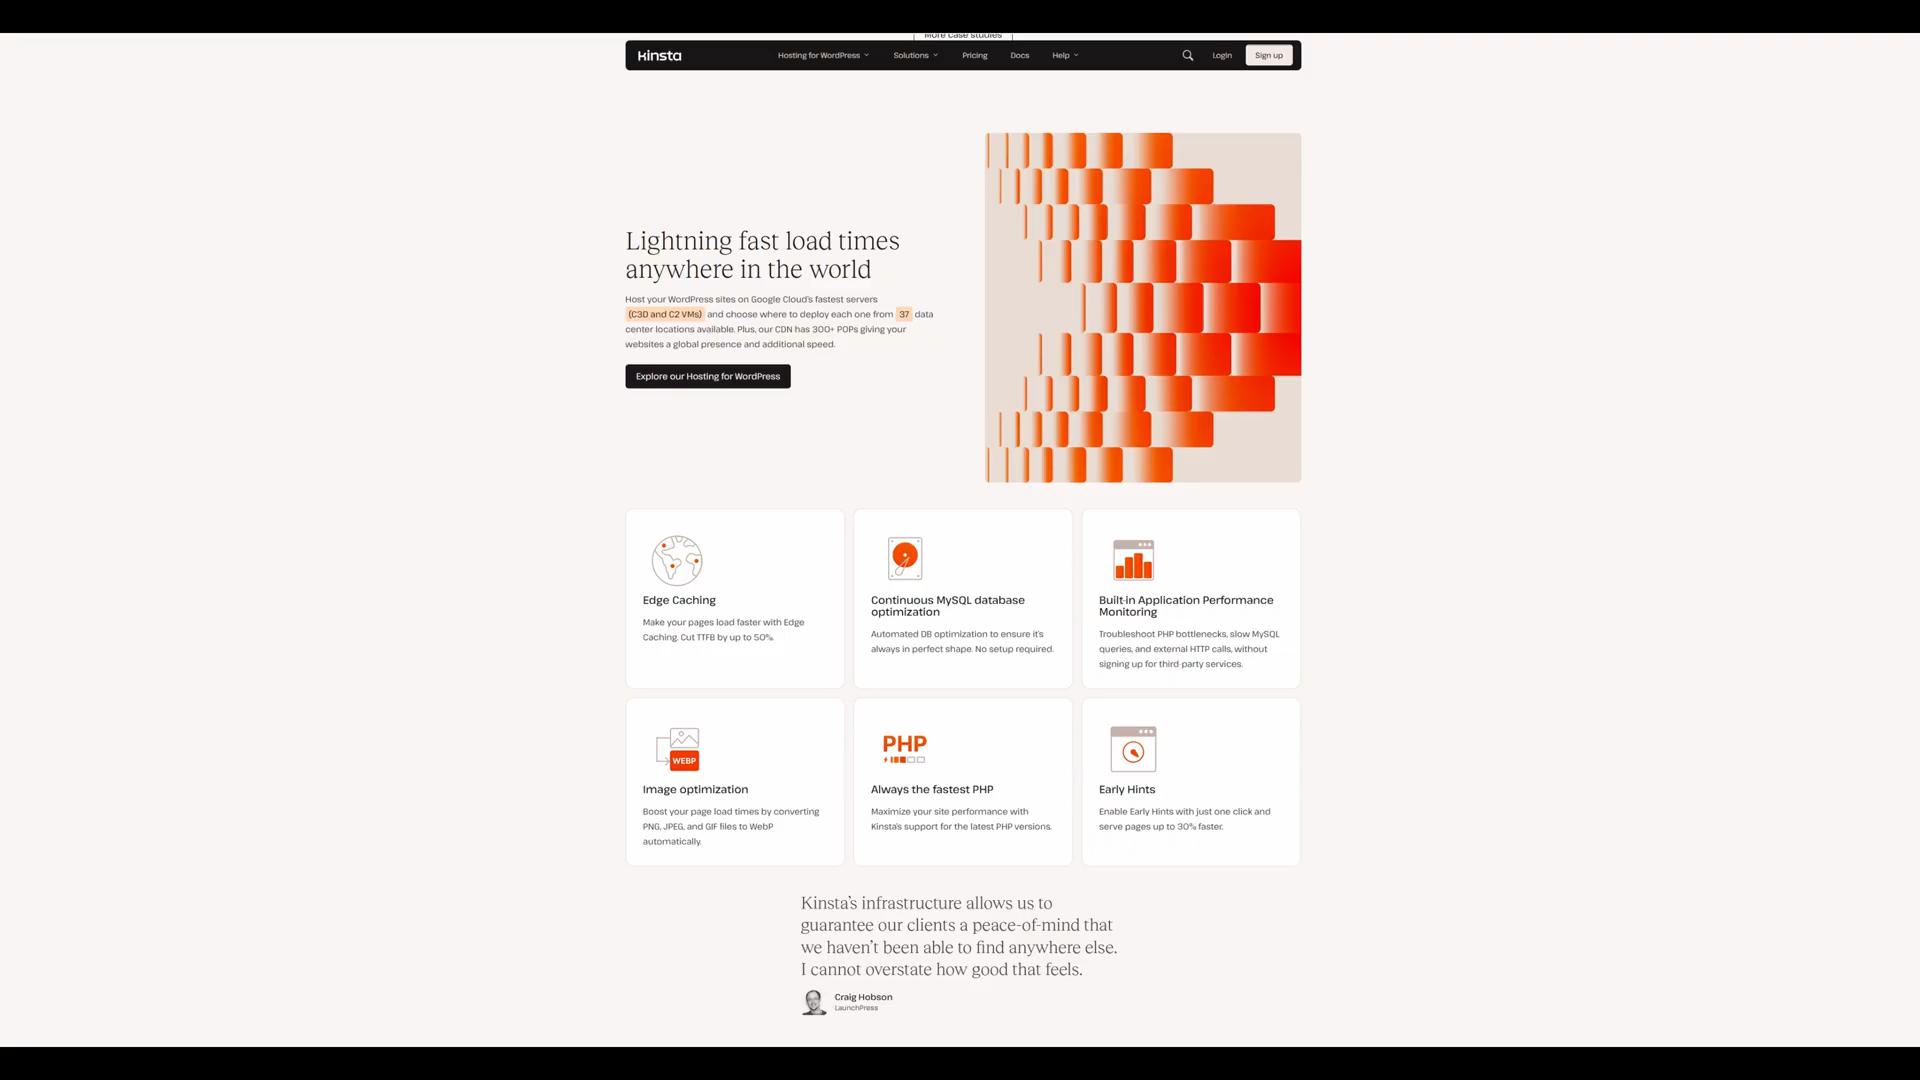 More case studies
Kinsta
Hosting for WordPress
Solutions
Pricing
Docs
Help
Login
Sign up
Lightning fast load times
anywhere in the world
Host your WordPress sites on Google Cloud's fastest servers
(C3D and C2 VMs) and choose where to deploy each one from 37 data
center locations available. Plus, our CDN has 300+ POPs giving your
websites a global presence and additional speed.
Explore our Hosting for WordPress
Edge Caching
Make your pages load faster with Edge
Caching. Cut TTFB by up to 50%.
Continuous MySQL database
optimization
Automated DB optimization to ensure it's
always in perfect shape. No setup required.
Built-in Application Performance
Monitoring
Troubleshoot PHP bottlenecks, slow MySQL
queries, and external HTTP calls, without
signing up for third-party services.
WEBP
Image optimization
Boost your page load times by converting
PNG, JPEG, and GIF files to WebP
automatically.
PHP
Always the fastest PHP
Maximize your site performance with
Kinsta's support for the latest PHP versions.
Early Hints
Enable Early Hints with just one click and
serve pages up to 30% faster.
Kinsta's infrastructure allows us to
guarantee our clients a peace-of-mind that
we haven't been able to find anywhere else.
I cannot overstate how good that feels.
Craig Hobson
LaunchPress